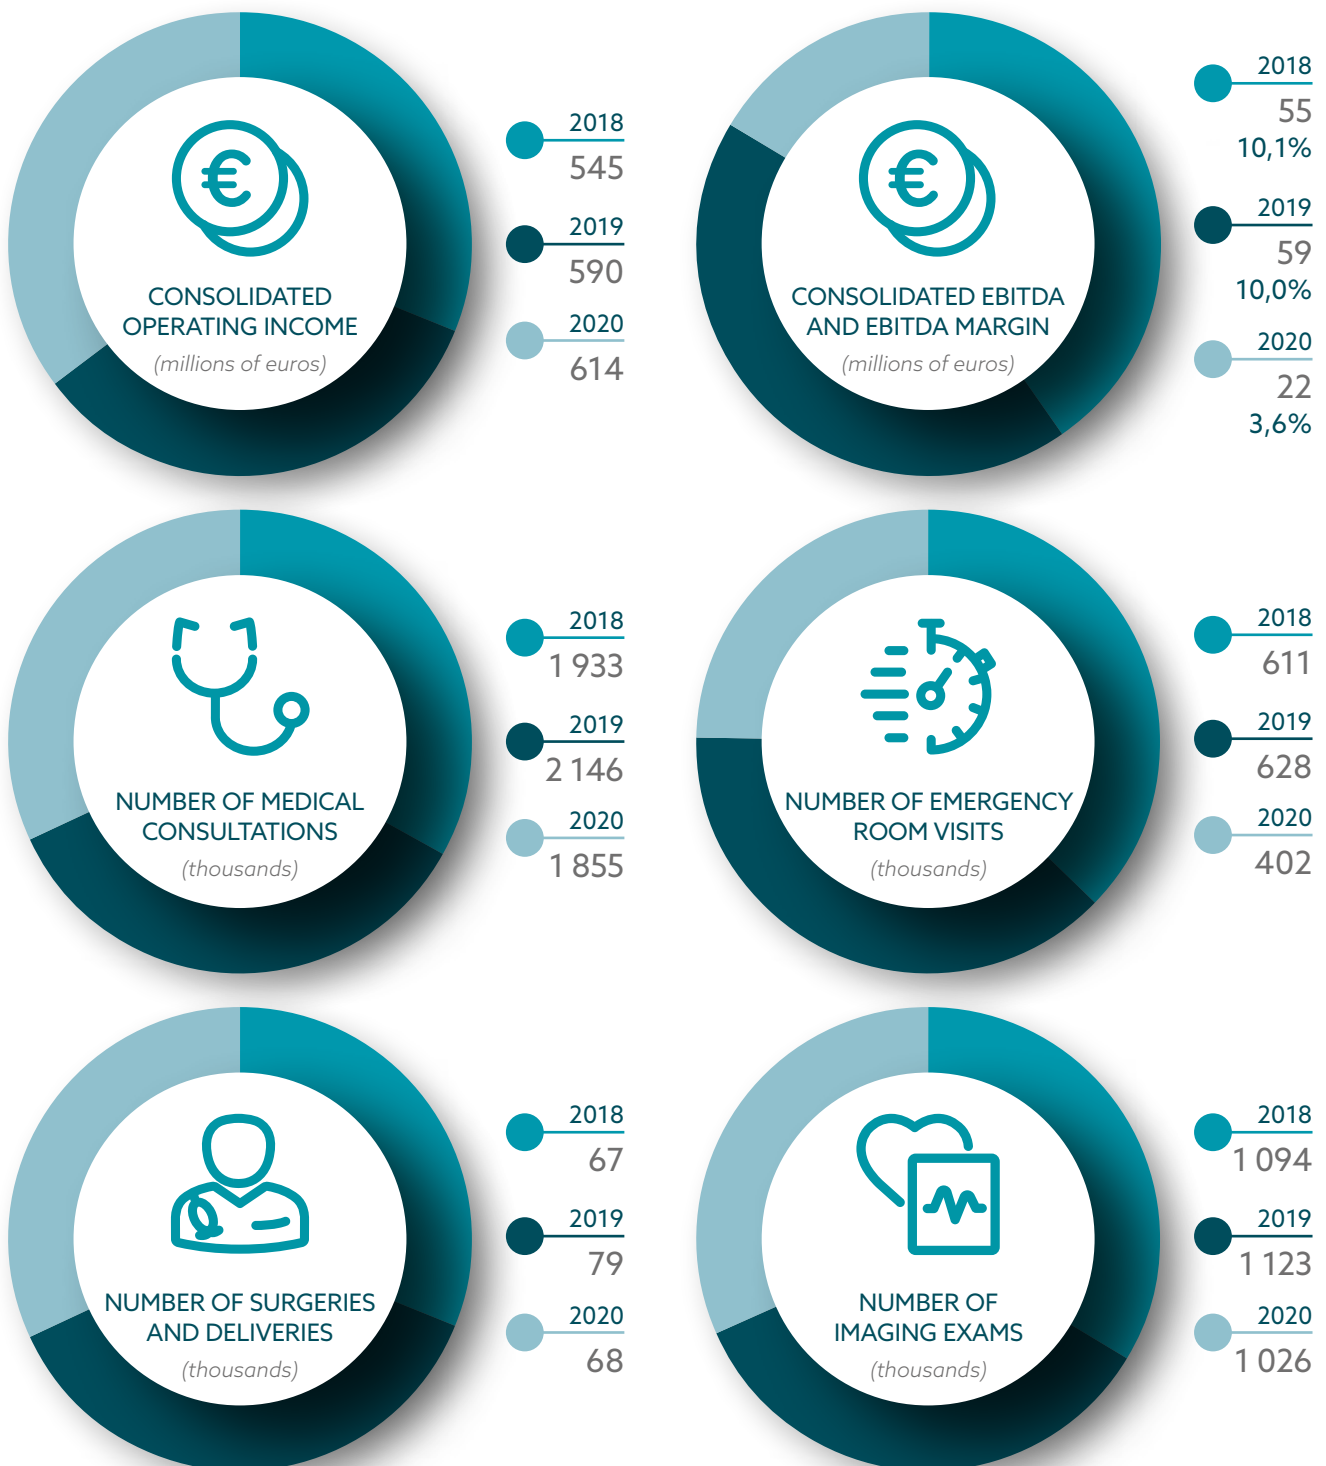 CONSOLIDATED
OPERATING INCOME
(millions of euros)
2018
545
2019
590
2020
614
CONSOLIDATED EBITDA
AND EBITDA MARGIN
(millions of euros)
2018
55
10,1%
2019
59
10,0%
2020
22
3,6%
NUMBER OF MEDICAL
CONSULTATIONS
(thousands)
2018
1 933
2019
2 146
2020
1 855
NUMBER OF EMERGENCY
ROOM VISITS
(thousands)
2018
611
2019
628
2020
402
NUMBER OF SURGERIES
AND DELIVERIES
(thousands)
2018
67
2019
79
2020
68
NUMBER OF
IMAGING EXAMS
(thousands)
2018
1 094
2019
1 123
2020
1 026